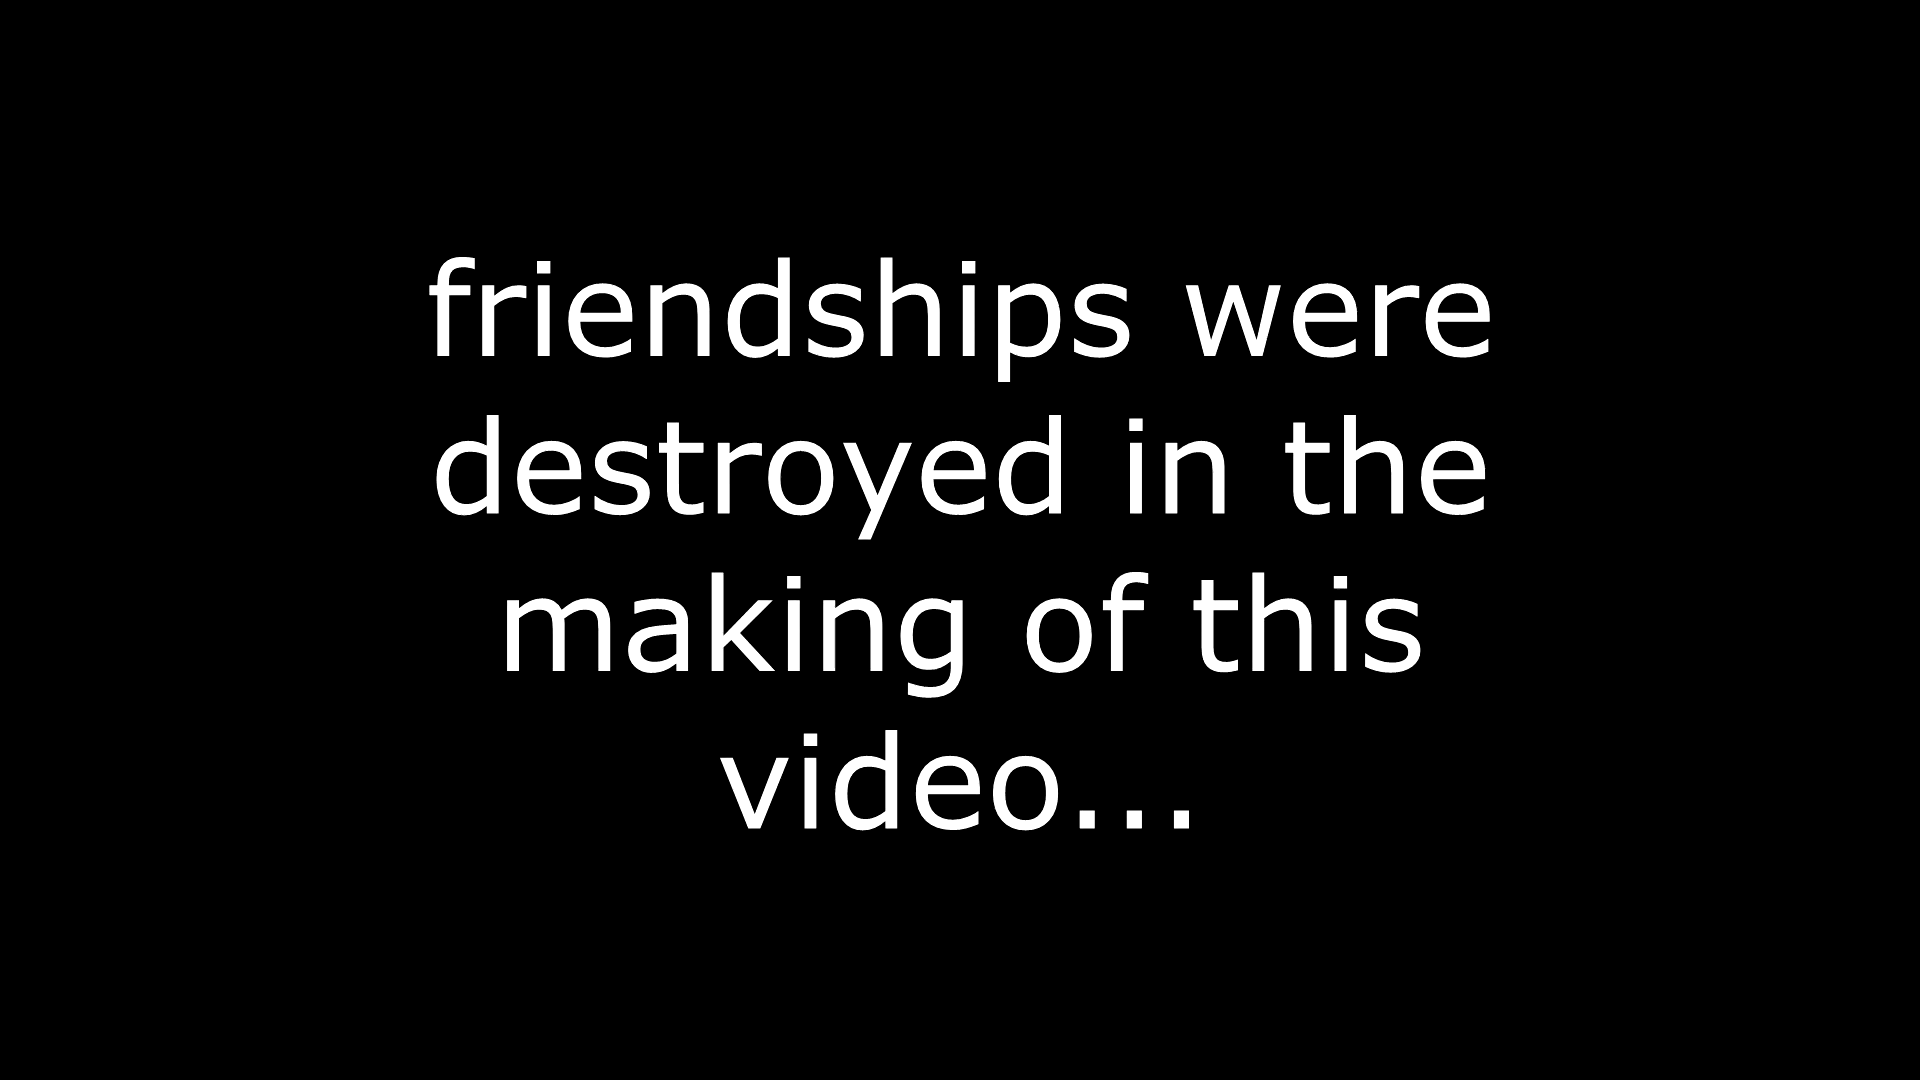 friendships were
destroyed in the
making of this
video...